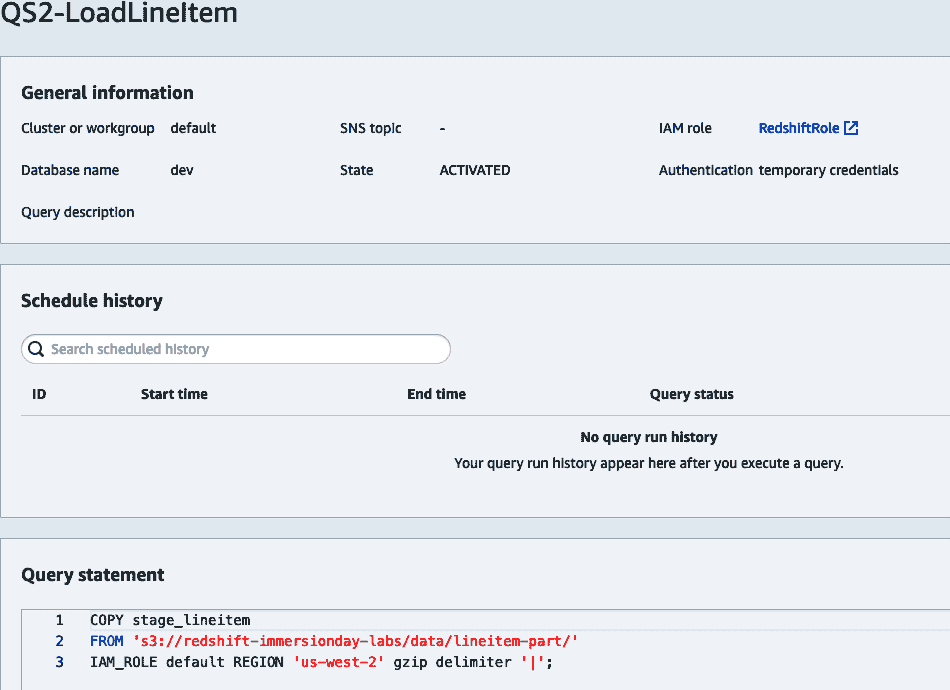 QS2-LoadLineItem
General information
Cluster or workgroup default SNS topic - IAM role RedshiftRole
Database name dev State ACTIVATED Authentication temporary credentials
Query description
Schedule history
Search scheduled history
ID Start time End time Query status
No query run history
Your query run history appear here after you execute a query.
Query statement
1 COPY stage_lineitem
2 FROM 's3://redshift-immersionday-labs/data/lineitem-part/'
3 IAM_ROLE default REGION 'us-west-2' gzip delimiter '|';